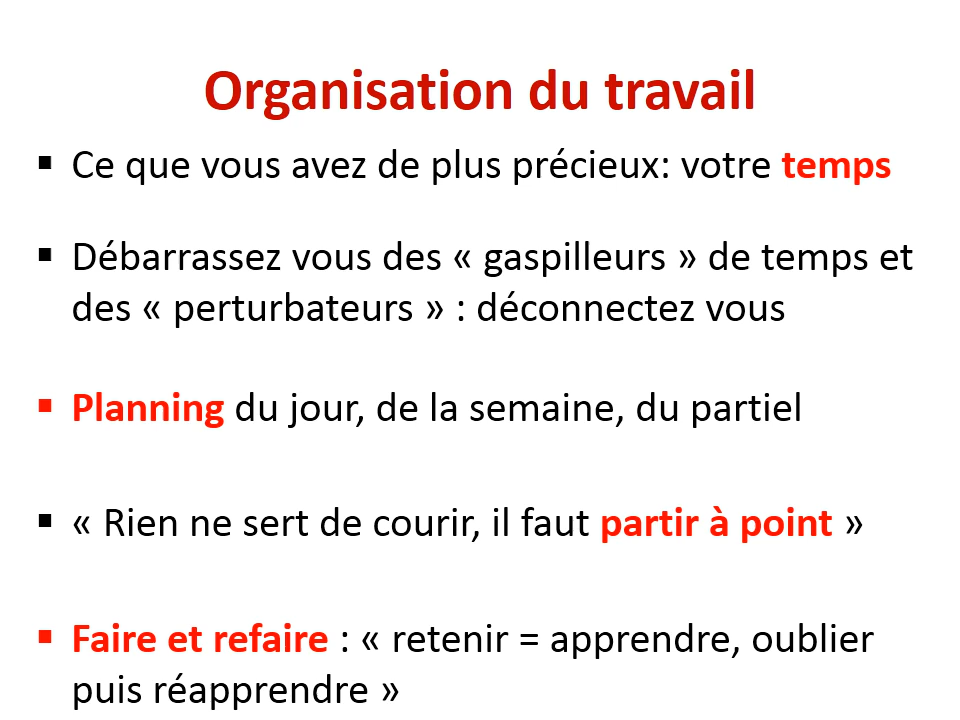 Organisation du travail
▪ Ce que vous avez de plus précieux: votre temps
▪ Débarrassez vous des « gaspilleurs » de temps et
des « perturbateurs » : déconnectez vous
▪ Planning du jour, de la semaine, du partiel
▪ « Rien ne sert de courir, il faut partir à point »
▪ Faire et refaire : « retenir = apprendre, oublier
puis réapprendre »